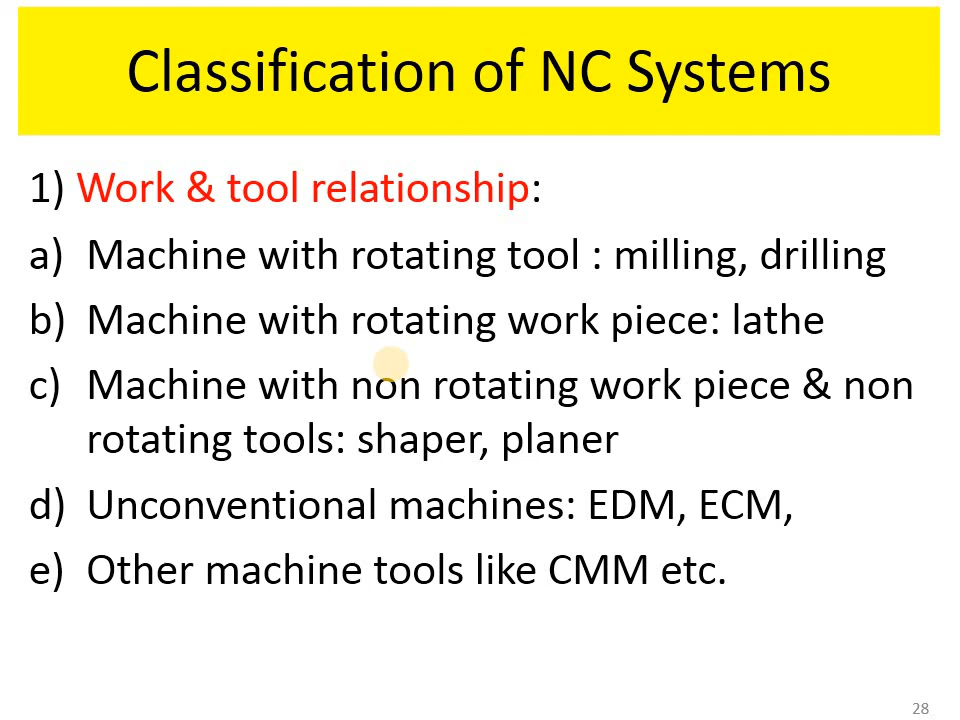 Classification of NC Systems
1) Work & tool relationship:
a) Machine with rotating tool : milling, drilling
b) Machine with rotating work piece: lathe
c) Machine with non rotating work piece & non
rotating tools: shaper, planer
d) Unconventional machines: EDM, ECM,
e) Other machine tools like CMM etc.
28